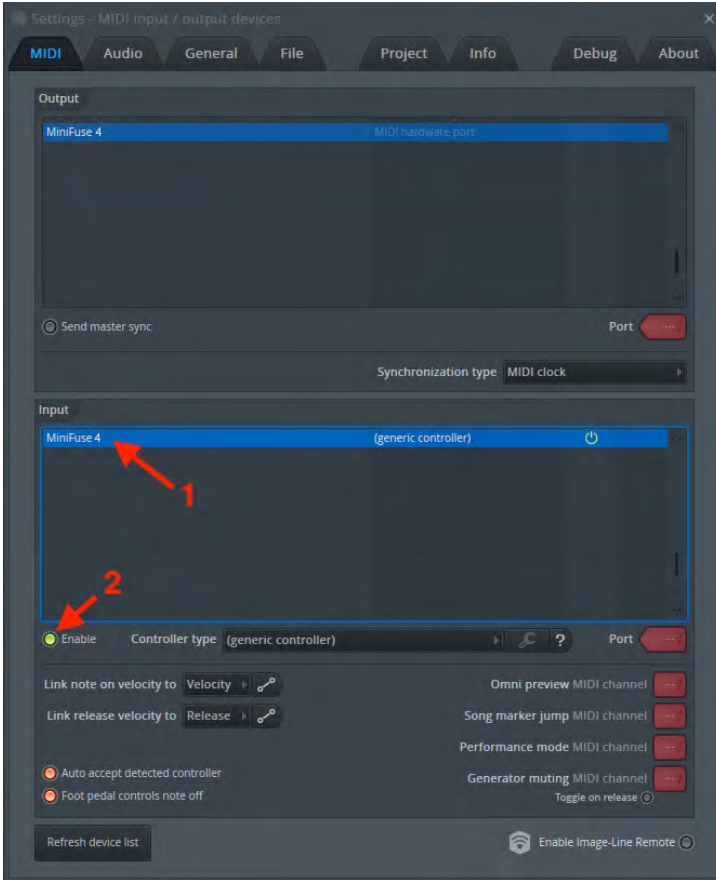 Settings - MIDI input / output devices
MIDI Audio General File Project Info Debug About
Output
MiniFuse 4 MIDI hardware port
Send master sync Port ...
Synchronization type MIDI clock
Input
MiniFuse 4 (generic controller)
1
2
Enable Controller type (generic controller) ? Port ...
Link note on velocity to Velocity Omni preview MIDI channel ...
Link release velocity to Release Song marker jump MIDI channel ...
Performance mode MIDI channel ...
Auto accept detected controller Generator muting MIDI channel ...
Foot pedal controls note off Toggle on release
Refresh device list Enable Image-Line Remote